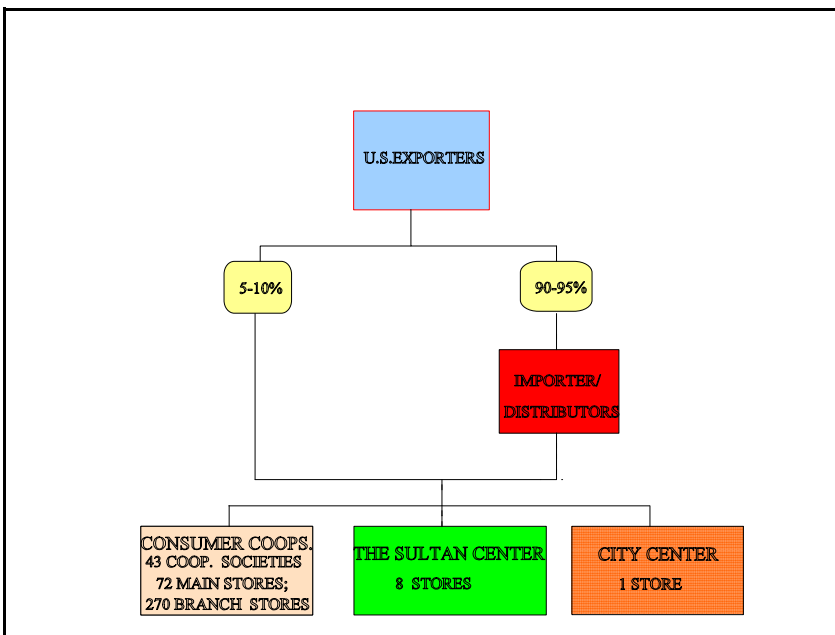 U.S.EXPORTERS
5-10%
90-95%
IMPORTER/
DISTRIBUTORS
CONSUMER COOPS.
43 COOP. SOCIETIES
72 MAIN STORES;
270 BRANCH STORES
THE SULTAN CENTER
8 STORES
CITY CENTER
1 STORE